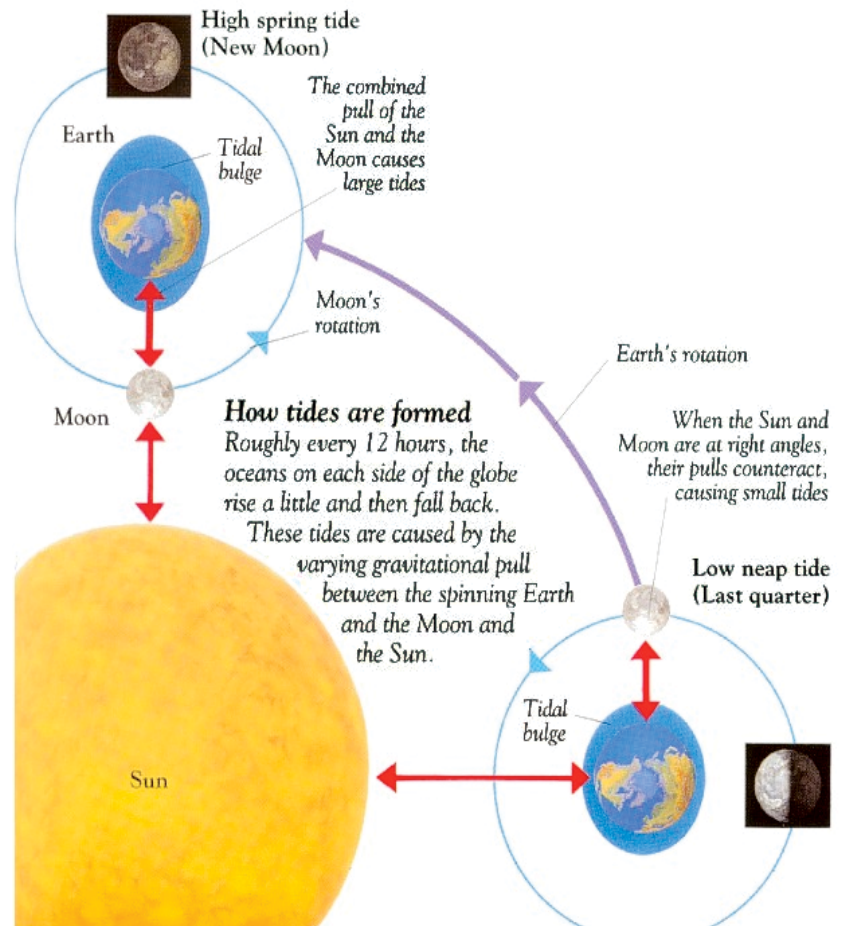 High spring tide
(New Moon)
The combined
pull of the
Sun and the
Moon causes
large tides
Earth
Tidal
bulge
Moon's
rotation
Earth's rotation
Moon
How tides are formed
Roughly every 12 hours, the
oceans on each side of the globe
rise a little and then fall back.
These tides are caused by the
varying gravitational pull
between the spinning Earth
and the Moon and
the Sun.
When the Sun and
Moon are at right angles,
their pulls counteract,
causing small tides
Low neap tide
(Last quarter)
Tidal
bulge
Sun